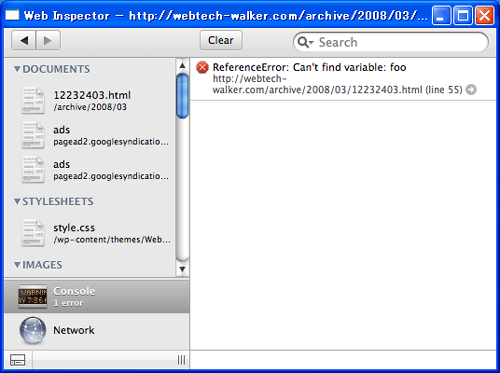 Web Inspector — http://webtech-walker.com/archive/2008/03/...
Clear
Search
DOCUMENTS
12232403.html
/archive/2008/03
ads
pagead2.googlesyndicatio...
ads
pagead2.googlesyndicatio...
STYLESHEETS
style.css
/wp-content/themes/Web...
IMAGES
Console
1 error
Network
ReferenceError: Can't find variable: foo
http://webtech-
walker.com/archive/2008/03/12232403.html (line 55)